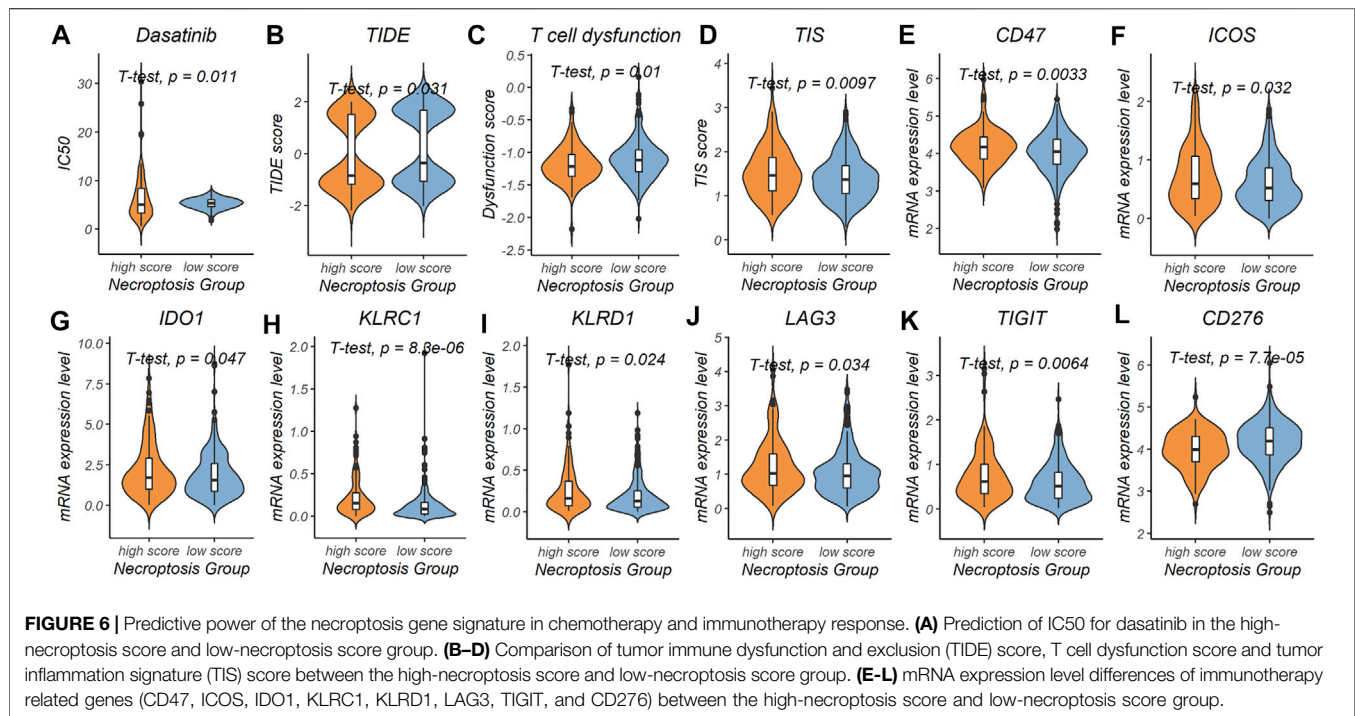 A Dasatinib
T-test, p = 0.011
IC50
30
20
10
0
high score low score
Necroptosis Group
B TIDE
T-test, p = 0.031
TIDE score
2
0
-2
high score low score
Necroptosis Group
C T cell dysfunction
T-test, p = 0.01
Dysfunction score
0.5
0.0
-0.5
-1.0
-1.5
-2.0
-2.5
high score low score
Necroptosis Group
D TIS
T-test, p = 0.0097
TIS score
4
3
2
1
0
high score low score
Necroptosis Group
E CD47
T-test, p = 0.0033
mRNA expression level
6
5
4
3
2
high score low score
Necroptosis Group
F ICOS
T-test, p = 0.032
mRNA expression level
2
1
0
high score low score
Necroptosis Group
G IDO1
T-test, p = 0.047
mRNA expression level
10.0
7.5
5.0
2.5
0.0
high score low score
Necroptosis Group
H KLRC1
T-test, p = 8.3e-06
mRNA expression level
2.0
1.5
1.0
0.5
0.0
high score low score
Necroptosis Group
I KLRD1
T-test, p = 0.024
mRNA expression level
2.0
1.5
1.0
0.5
0.0
high score low score
Necroptosis Group
J LAG3
T-test, p = 0.034
mRNA expression level
5
4
3
2
1
0
high score low score
Necroptosis Group
K TIGIT
T-test, p = 0.0064
mRNA expression level
3
2
1
0
high score low score
Necroptosis Group
L CD276
T-test, p = 7.7e-05
mRNA expression level
6
5
4
2
high score low score
Necroptosis Group
FIGURE 6 | Predictive power of the necroptosis gene signature in chemotherapy and immunotherapy response. (A) Prediction of IC50 for dasatinib in the high-
necroptosis score and low-necroptosis score group. (B–D) Comparison of tumor immune dysfunction and exclusion (TIDE) score, T cell dysfunction score and tumor
inflammation signature (TIS) score between the high-necroptosis score and low-necroptosis score group. (E-L) mRNA expression level differences of immunotherapy
related genes (CD47, ICOS, IDO1, KLRC1, KLRD1, LAG3, TIGIT, and CD276) between the high-necroptosis score and low-necroptosis score group.